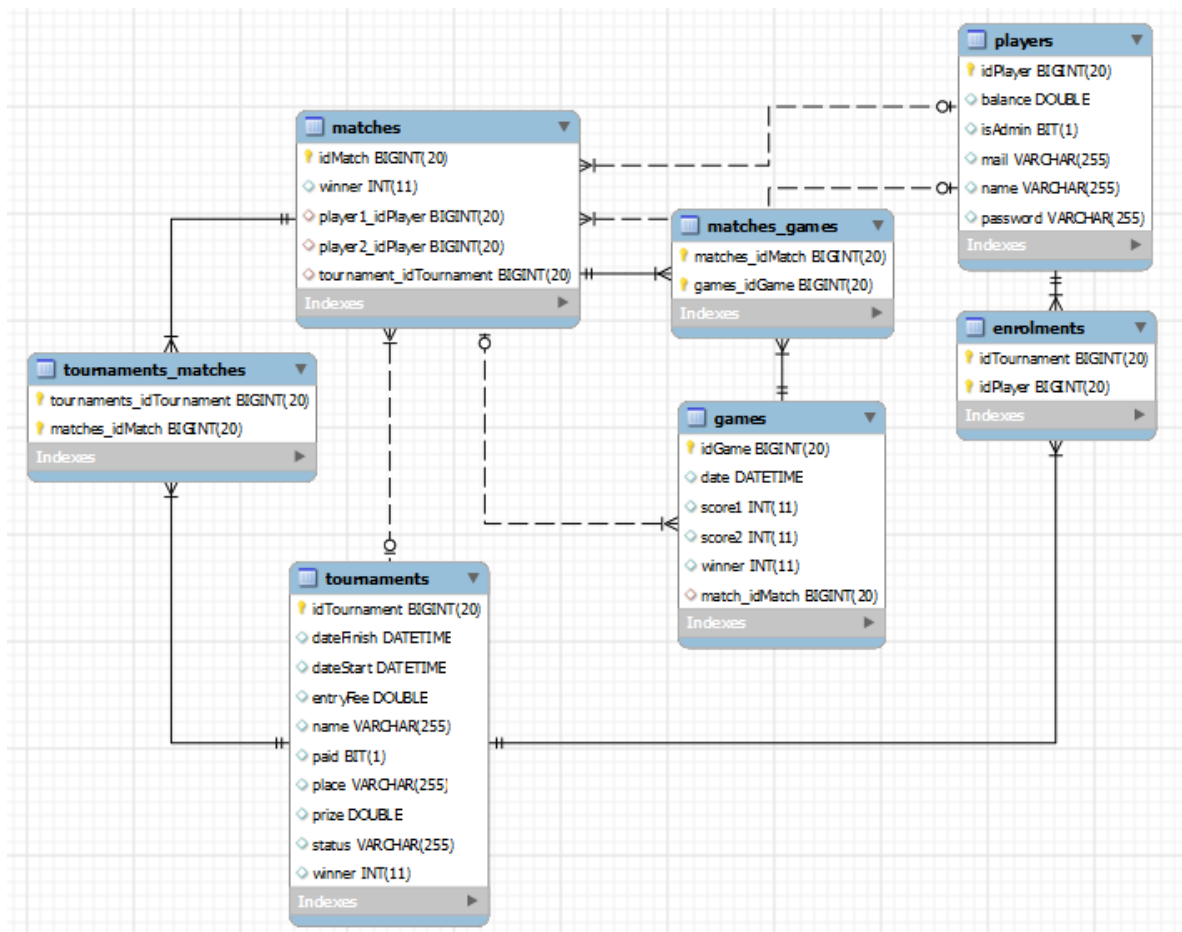 players
idPlayer BIGINT(20)
balance DOUBLE
isAdmin BIT(1)
mail VARCHAR(255)
name VARCHAR(255)
password VARCHAR(255)
Indexes
matches
idMatch BIGINT(20)
winner INT(11)
player1_idPlayer BIGINT(20)
player2_idPlayer BIGINT(20)
tournament_idTournament BIGINT(20)
Indexes
matches_games
matches_idMatch BIGINT(20)
games_idGame BIGINT(20)
Indexes
enrolments
idTournament BIGINT(20)
idPlayer BIGINT(20)
Indexes
tournaments_matches
tournaments_idTournament BIGINT(20)
matches_idMatch BIGINT(20)
Indexes
games
idGame BIGINT(20)
date DATETIME
score1 INT(11)
score2 INT(11)
winner INT(11)
match_idMatch BIGINT(20)
Indexes
tournaments
idTournament BIGINT(20)
dateFinish DATETIME
dateStart DATETIME
entryFee DOUBLE
name VARCHAR(255)
paid BIT(1)
place VARCHAR(255)
prize DOUBLE
status VARCHAR(255)
winner INT(11)
Indexes